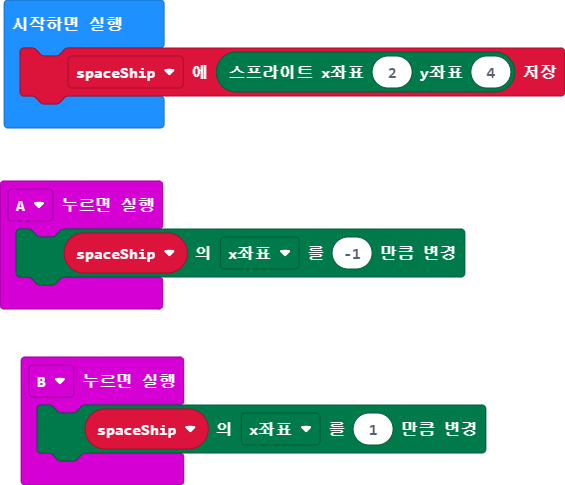 시작하면 실행
spaceShip 에 스프라이트 x좌표 2 y좌표 4 저장
A 누르면 실행
spaceShip 의 x좌표 를 -1 만큼 변경
B 누르면 실행
spaceShip 의 x좌표 를 1 만큼 변경